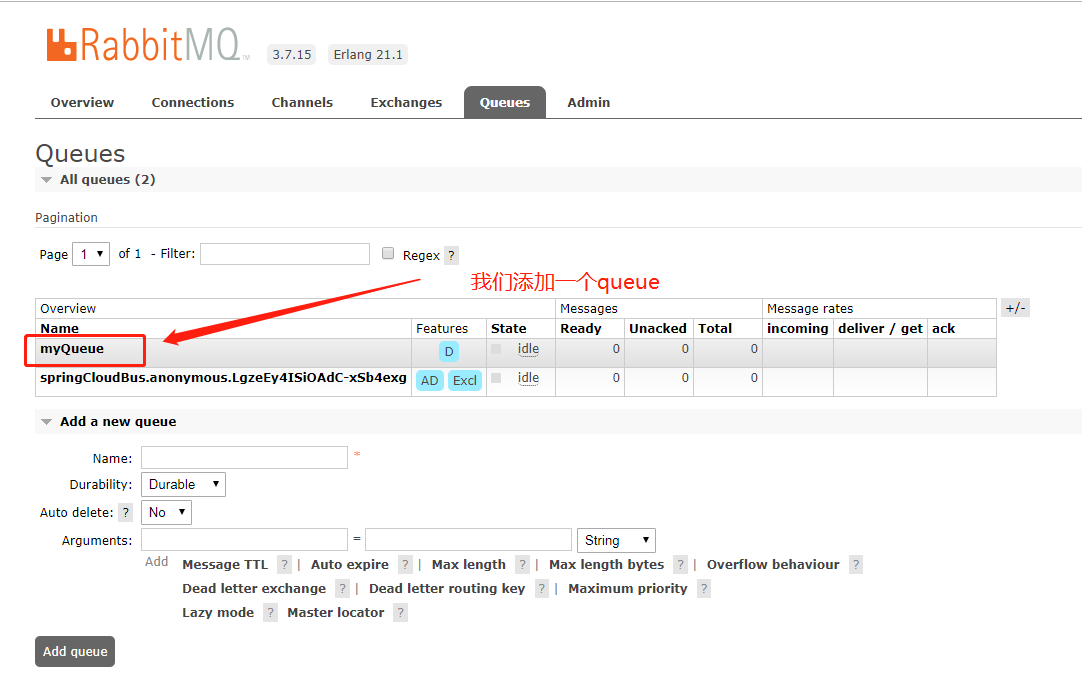 RabbitMQ TM 3.7.15 Erlang 21.1
Overview Connections Channels Exchanges Queues Admin
Queues
All queues (2)
Pagination
Page 1 of 1 - Filter: Regex ?
我们添加一个queue
Overview Messages Message rates +/-
Name Features State Ready Unacked Total incoming deliver / get ack
myQueue D idle 0 0 0
springCloudBus.anonymous.LgzeEy4ISiOAdC-xSb4exg AD Excl idle 0 0 0
Add a new queue
Name: *
Durability: Durable
Auto delete: ? No
Arguments: = String
Add Message TTL ? | Auto expire ? | Max length ? | Max length bytes ? | Overflow behaviour ?
Dead letter exchange ? | Dead letter routing key ? | Maximum priority ?
Lazy mode ? Master locator ?
Add queue